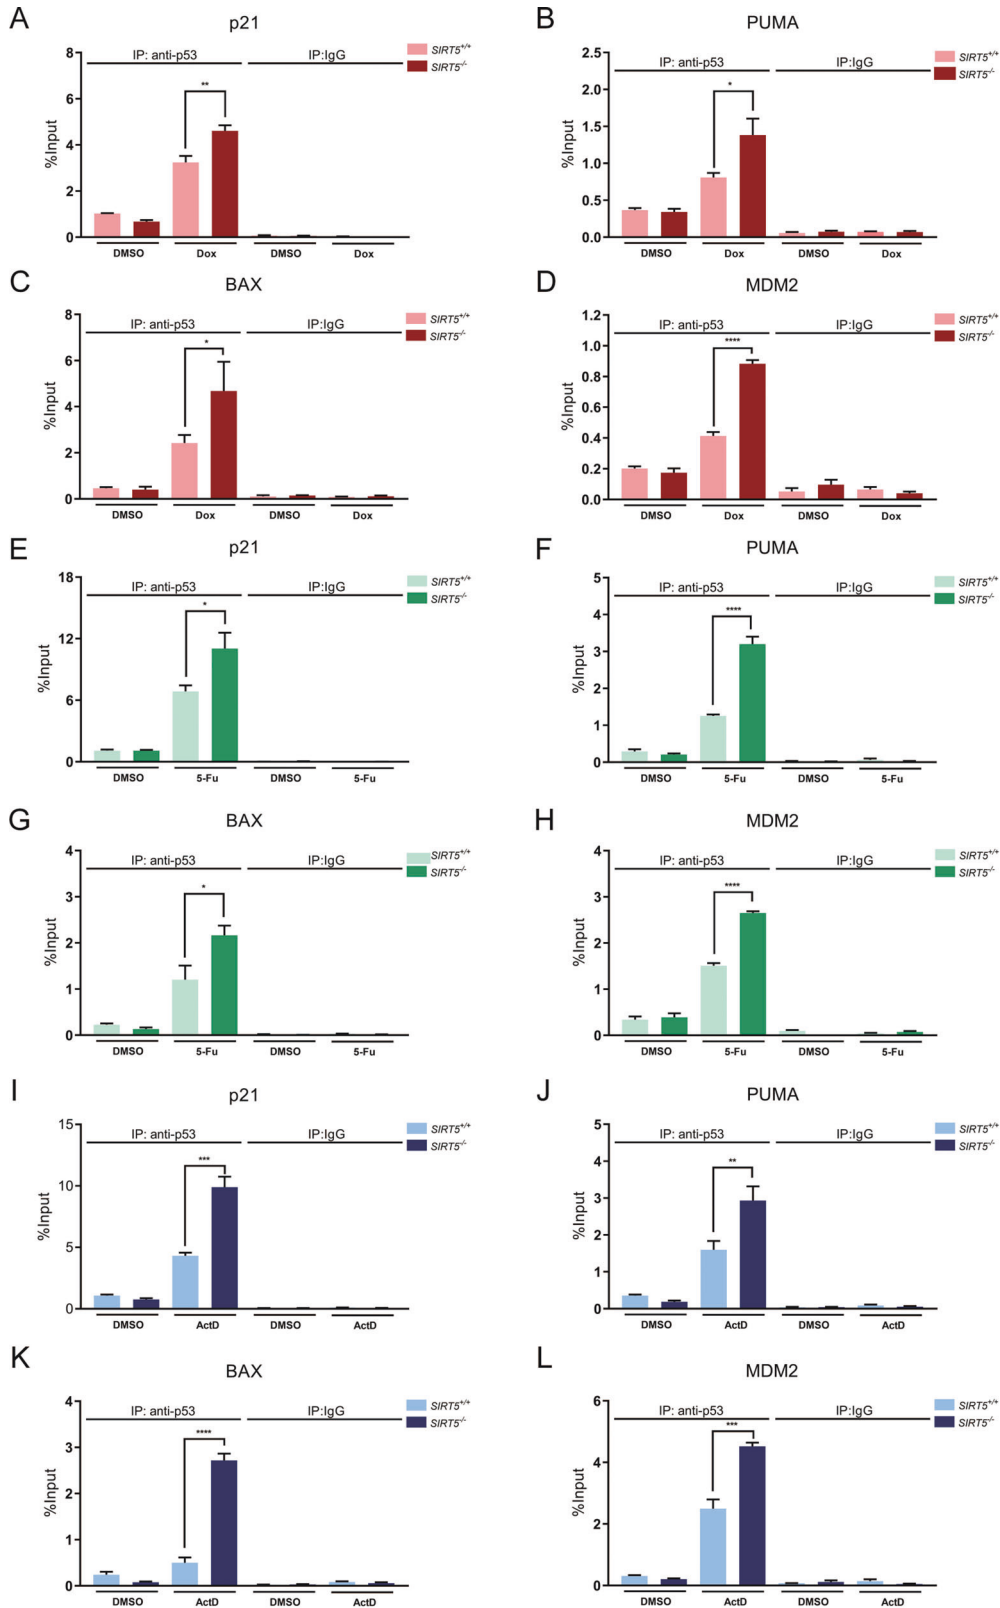 A
p21
IP: anti-p53
IP:IgG
SIRT5+/+
SIRT5-/-
%Input
8
6
4
2
0
**
DMSO
Dox
DMSO
Dox
B
PUMA
IP: anti-p53
IP:IgG
SIRT5+/+
SIRT5-/-
%Input
2.5
2.0
1.5
1.0
0.5
0.0
*
DMSO
Dox
DMSO
Dox
C
BAX
IP: anti-p53
IP:IgG
SIRT5+/+
SIRT5-/-
%Input
8
6
4
2
0
*
DMSO
Dox
DMSO
Dox
D
MDM2
IP: anti-p53
IP:IgG
SIRT5+/+
SIRT5-/-
%Input
1.2
1.0
0.8
0.6
0.4
0.2
0.0
****
DMSO
Dox
DMSO
Dox
E
p21
IP: anti-p53
IP:IgG
SIRT5+/+
SIRT5-/-
%Input
18
12
6
0
*
DMSO
5-Fu
DMSO
5-Fu
F
PUMA
IP: anti-p53
IP:IgG
SIRT5+/+
SIRT5-/-
%Input
5
4
3
2
1
0
****
DMSO
5-Fu
DMSO
5-Fu
G
BAX
IP: anti-p53
IP:IgG
SIRT5+/+
SIRT5-/-
%Input
4
3
2
1
0
*
DMSO
5-Fu
DMSO
5-Fu
H
MDM2
IP: anti-p53
IP:IgG
SIRT5+/+
SIRT5-/-
%Input
4
3
2
1
0
****
DMSO
5-Fu
DMSO
5-Fu
I
p21
IP: anti-p53
IP:IgG
SIRT5+/+
SIRT5-/-
%Input
15
10
5
0
***
DMSO
ActD
DMSO
ActD
J
PUMA
IP: anti-p53
IP:IgG
SIRT5+/+
SIRT5-/-
%Input
5
4
3
2
1
0
**
DMSO
ActD
DMSO
ActD
K
BAX
IP: anti-p53
IP:IgG
SIRT5+/+
SIRT5-/-
%Input
4
3
2
1
0
****
DMSO
ActD
DMSO
ActD
L
MDM2
IP: anti-p53
IP:IgG
SIRT5+/+
SIRT5-/-
%Input
6
4
2
0
***
DMSO
ActD
DMSO
ActD